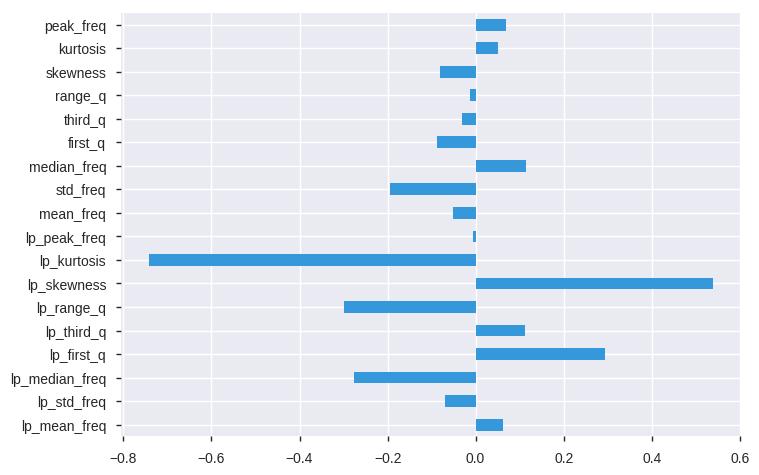 peak_freq
kurtosis
skewness
range_q
third_q
first_q
median_freq
std_freq
mean_freq
lp_peak_freq
lp_kurtosis
lp_skewness
lp_range_q
lp_third_q
lp_first_q
lp_median_freq
lp_std_freq
lp_mean_freq
−0.8 −0.6 −0.4 −0.2 0.0 0.2 0.4 0.6